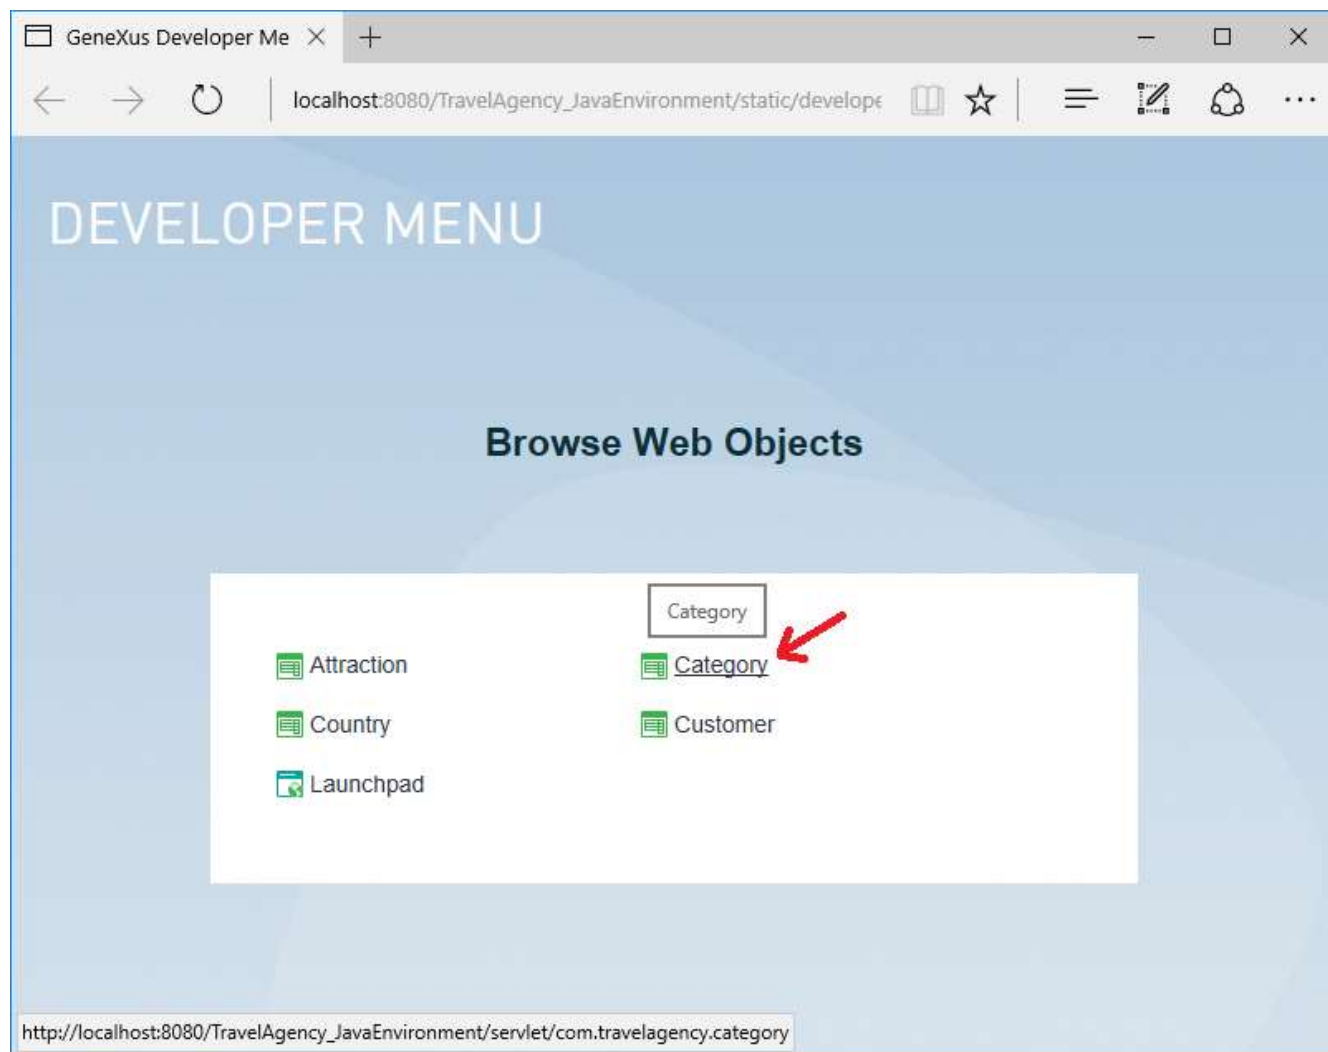 GeneXus Developer Me
localhost:8080/TravelAgency_JavaEnvironment/static/develope
DEVELOPER MENU
Browse Web Objects
Category
Attraction Category
Country Customer
Launchpad
http://localhost:8080/TravelAgency_JavaEnvironment/servlet/com.travelagency.category